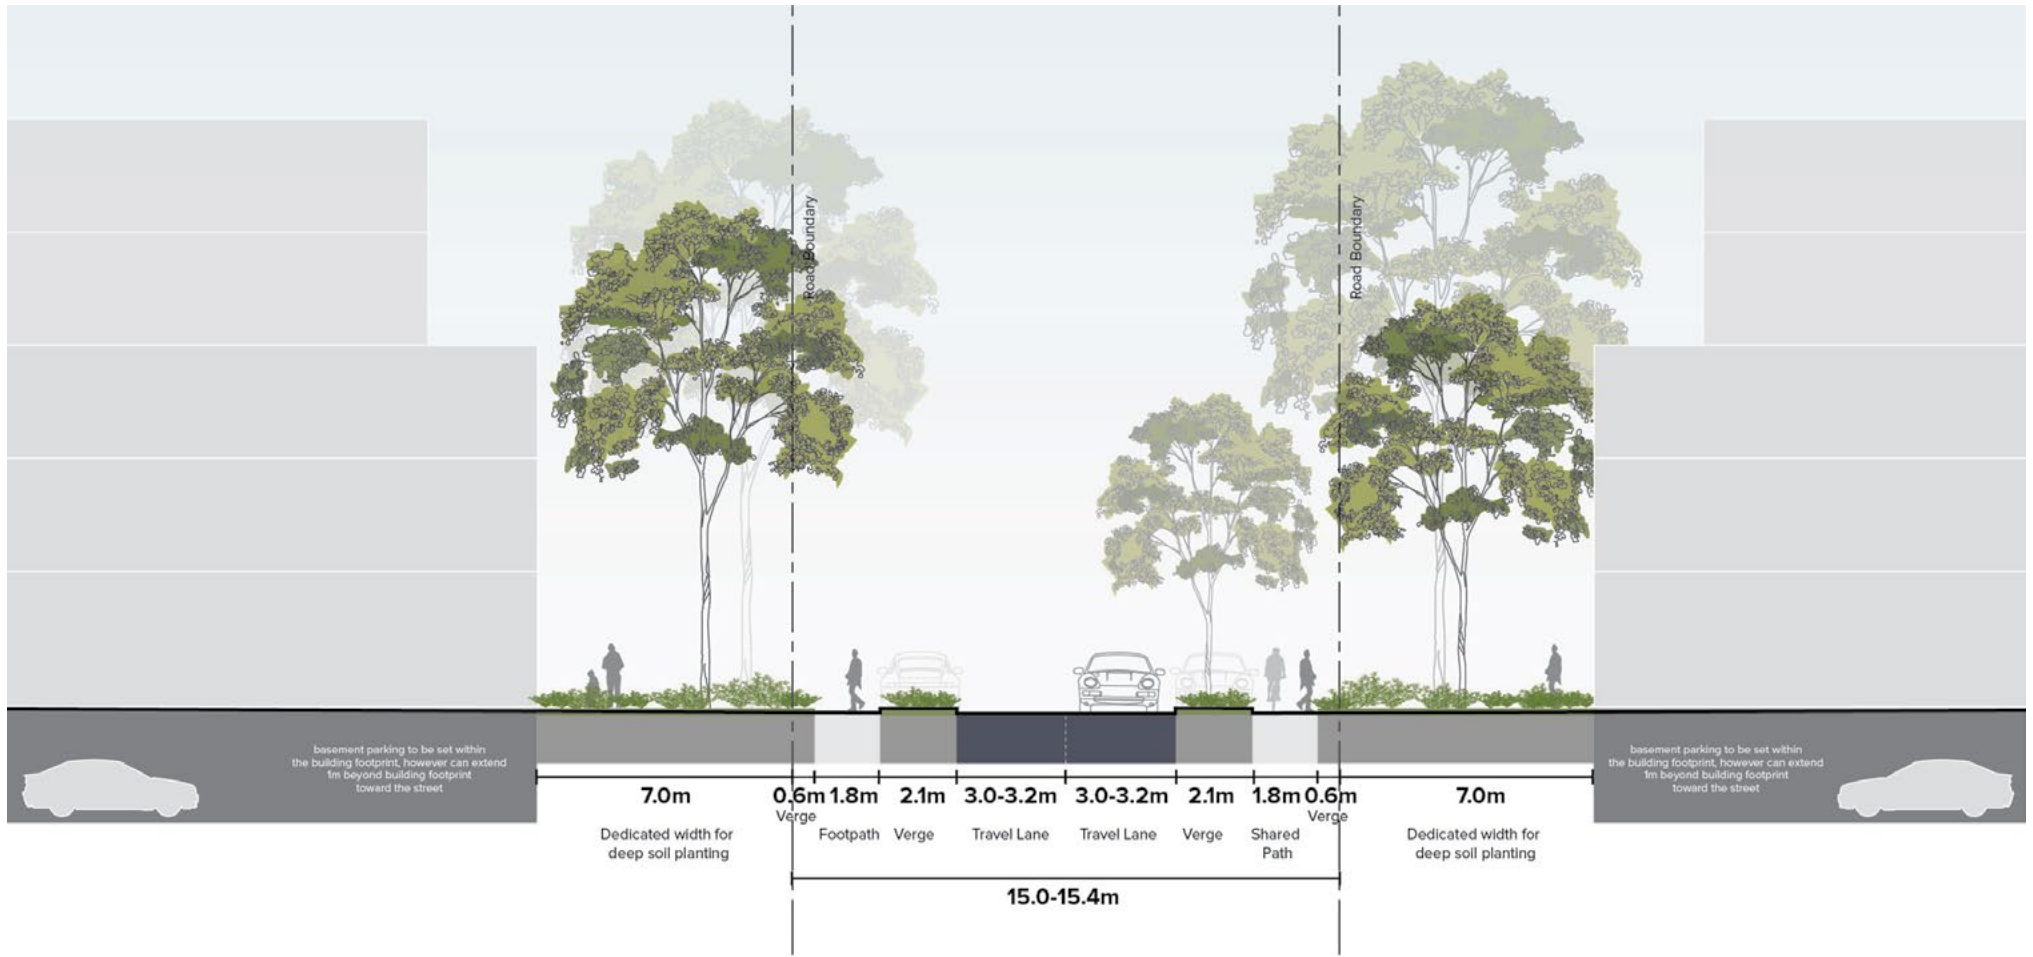 Road Boundary
Road Boundary
basement parking to be set within
the building footprint, however can extend
1m beyond building footprint
toward the street
basement parking to be set within
the building footprint, however can extend
1m beyond building footprint
toward the street
7.0m
0.6m
1.8m
2.1m
3.0-3.2m
3.0-3.2m
2.1m
1.8m
0.6m
7.0m
Dedicated width for
deep soil planting
Verge
Footpath
Verge
Travel Lane
Travel Lane
Verge
Shared
Path
Verge
Dedicated width for
deep soil planting
15.0-15.4m